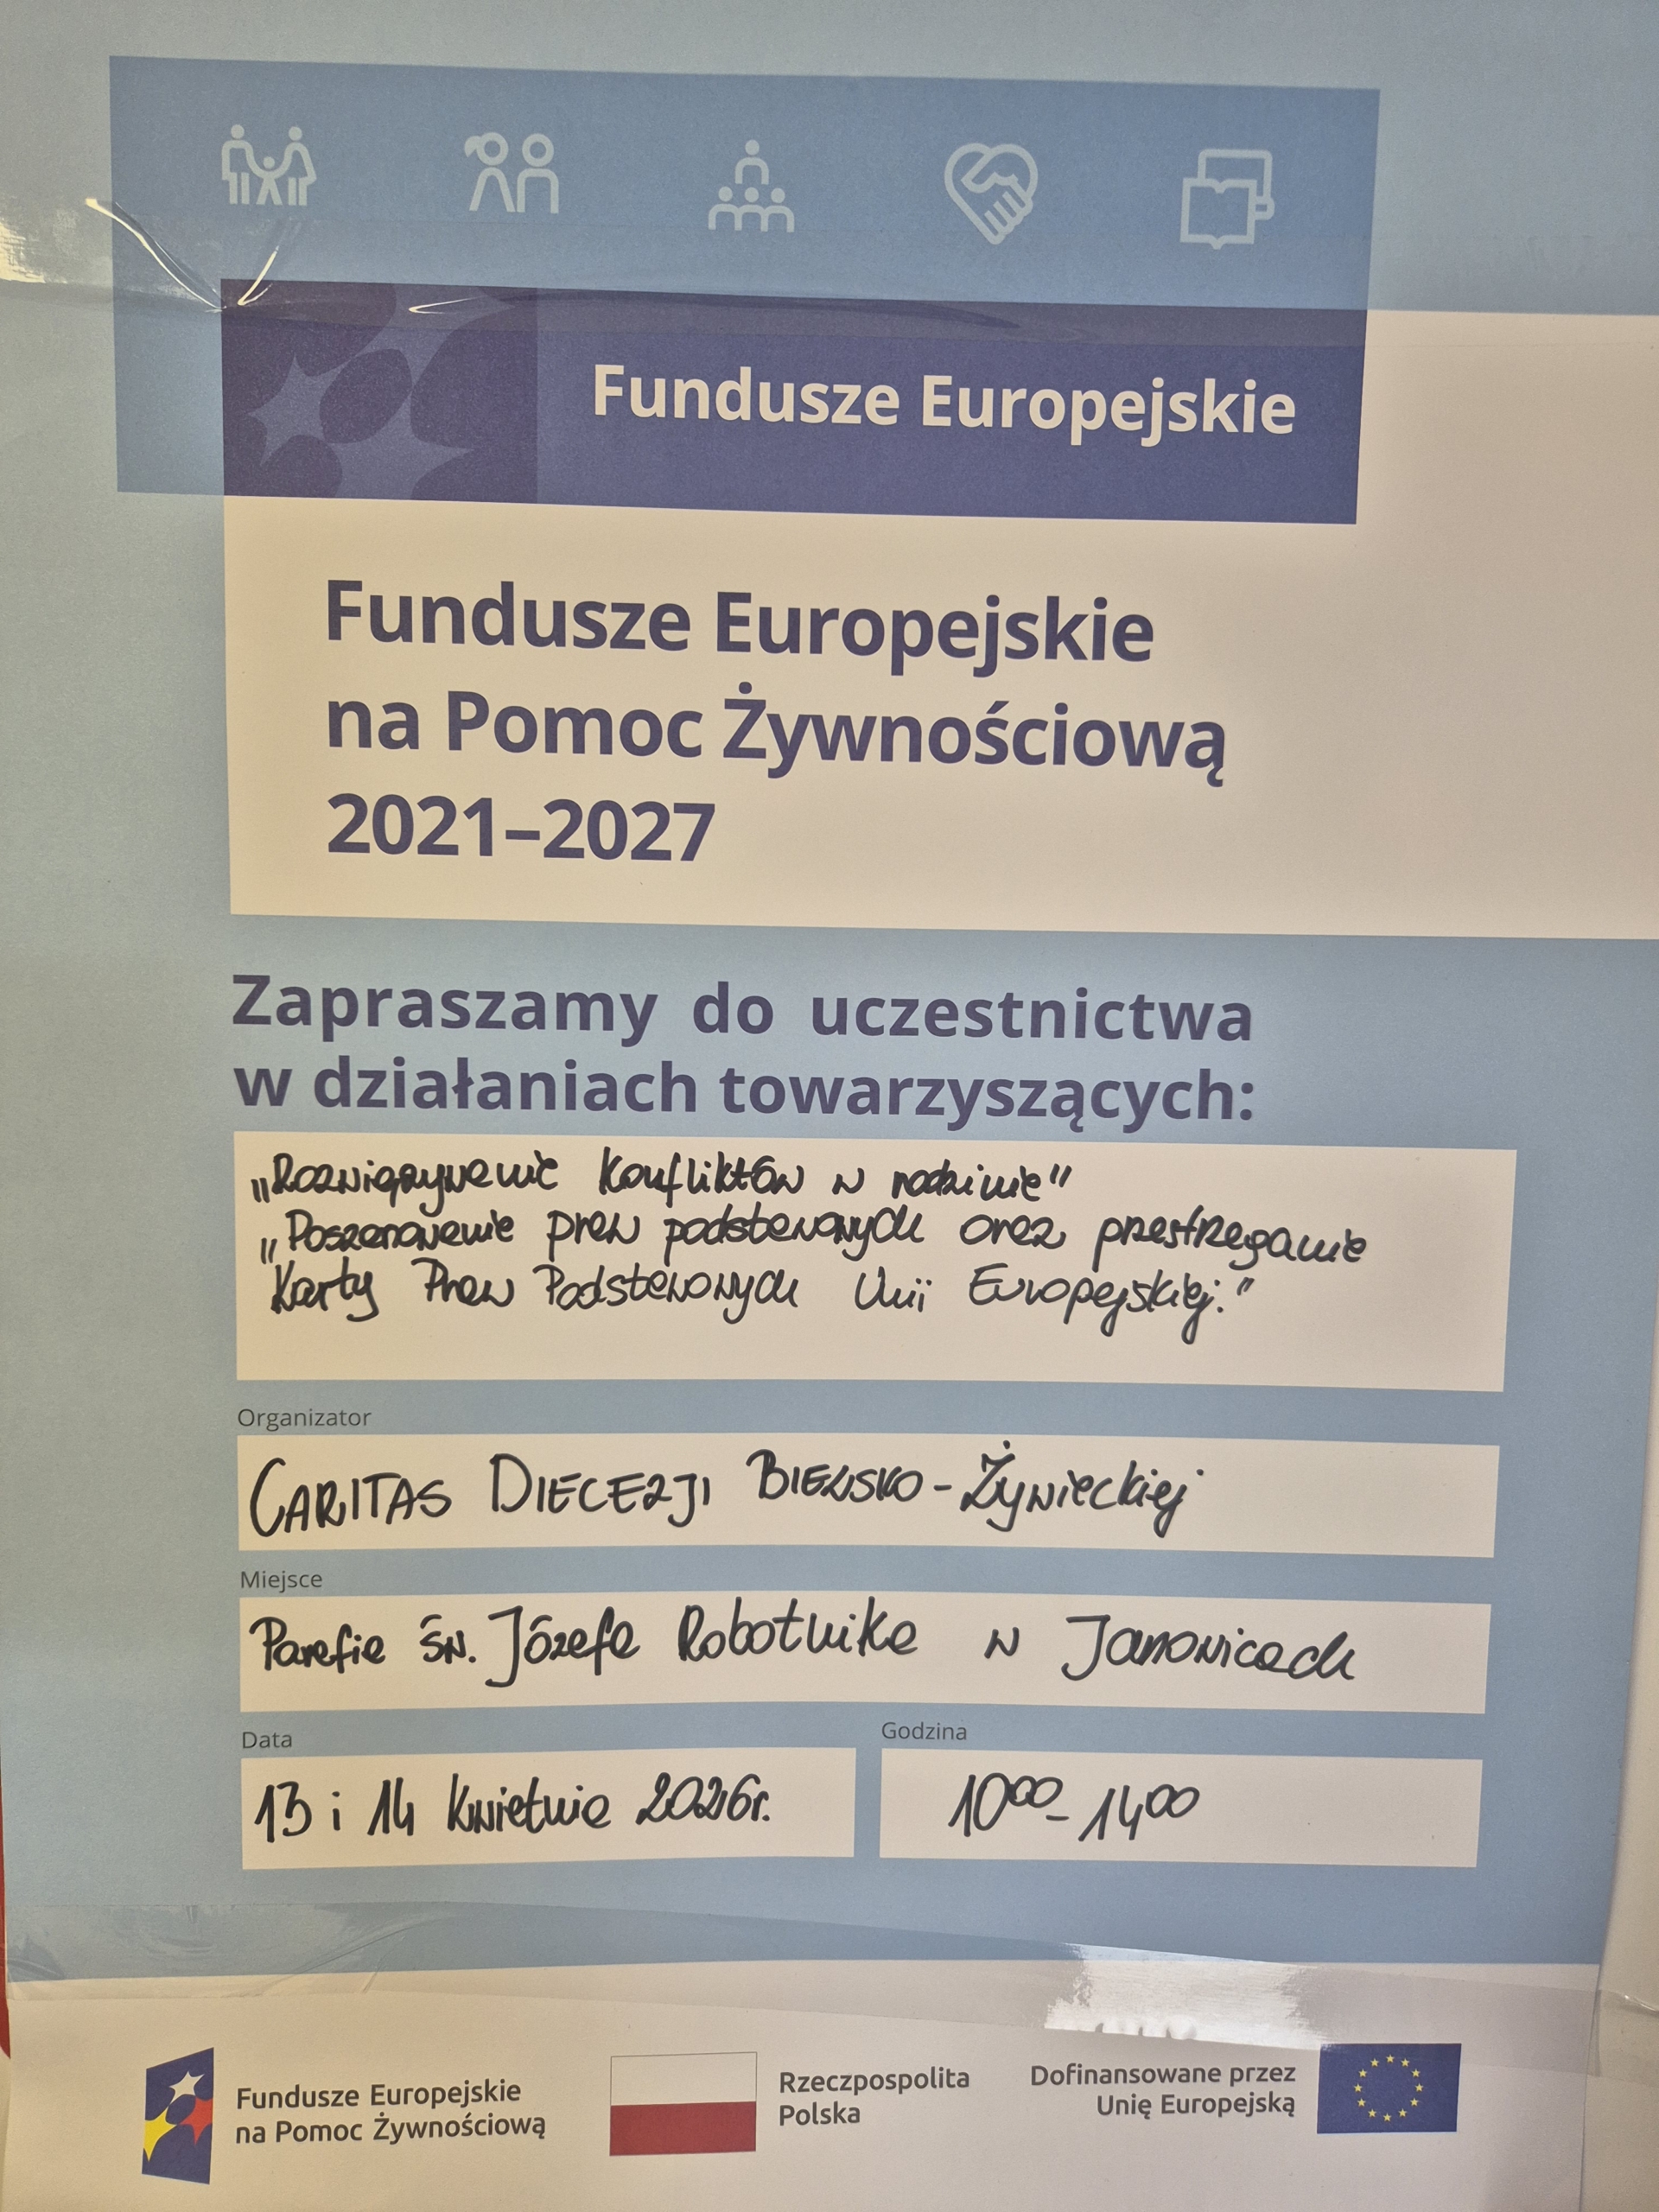 Fundusze Europejskie
Fundusze Europejskie
na Pomoc Żywnościową
2021–2027
Zapraszamy do uczestnictwa
w działaniach towarzyszących:
„Rozwiązywanie Konfliktów w rodzinie"
„Poszanowanie praw podstawowych oraz przestrzeganie
Karty Praw Podstawowych Unii Europejskiej."
Organizator
CARITAS DIECEZJI BIELSKO-Żywieckiej
Miejsce
Parafia św. Józefa Robotnika w Janowicach
Data
Godzina
13 i 14 kwietnia 2026r.
10⁰⁰-14⁰⁰
Fundusze Europejskie
na Pomoc Żywnościową
Rzeczpospolita
Polska
Dofinansowane przez
Unię Europejską